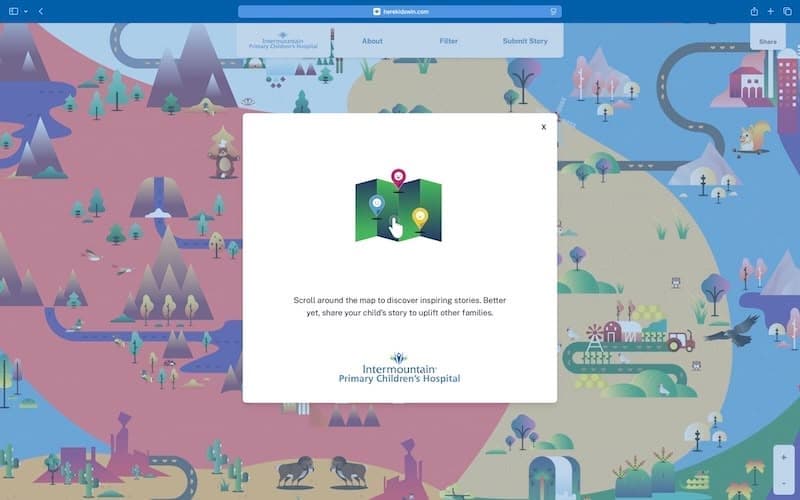 herekidswin.com
Intermountain
Primary Children's Hospital
About
Filter
Submit Story
Share
X
Scroll around the map to discover inspiring stories. Better
yet, share your child's story to uplift other families.
Intermountain
Primary Children's Hospital
+
-